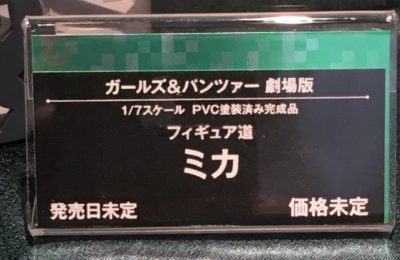 ガールズ&パンツァー 劇場版
1/7スケール PVC塗装済み完成品
フィギュア道
ミカ
発売日未定 価格未定